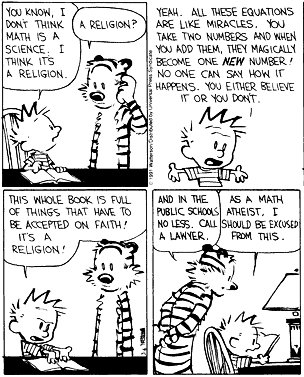 YOU KNOW, I
DON'T THINK
MATH IS A
SCIENCE. I
THINK IT'S
A RELIGION.
A RELIGION?
YEAH. ALL THESE EQUATIONS
ARE LIKE MIRACLES. YOU
TAKE TWO NUMBERS AND WHEN
YOU ADD THEM, THEY MAGICALLY
BECOME ONE NEW NUMBER!
NO ONE CAN SAY HOW IT
HAPPENS. YOU EITHER BELIEVE
IT OR YOU DON'T.
THIS WHOLE BOOK IS FULL
OF THINGS THAT HAVE TO
BE ACCEPTED ON FAITH!
IT'S A
RELIGION!
AND IN THE
PUBLIC SCHOOLS
NO LESS. CALL
A LAWYER.
AS A MATH
ATHEIST, I
SHOULD BE EXCUSED
FROM THIS.